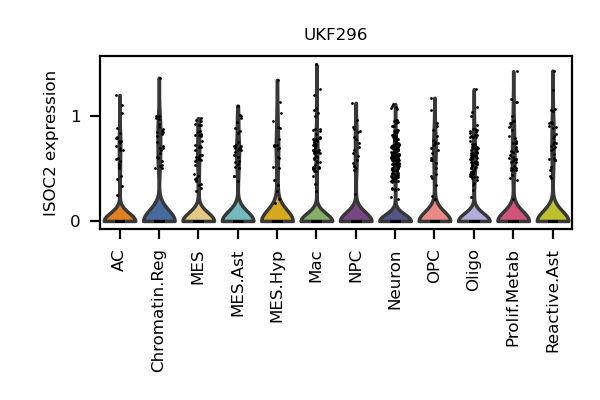 UKF296
ISOC2 expression
1
0
AC
Chromatin.Reg
MES
MES.Ast
MES.Hyp
Mac
NPC
Neuron
OPC
Oligo
Prolif.Metab
Reactive.Ast